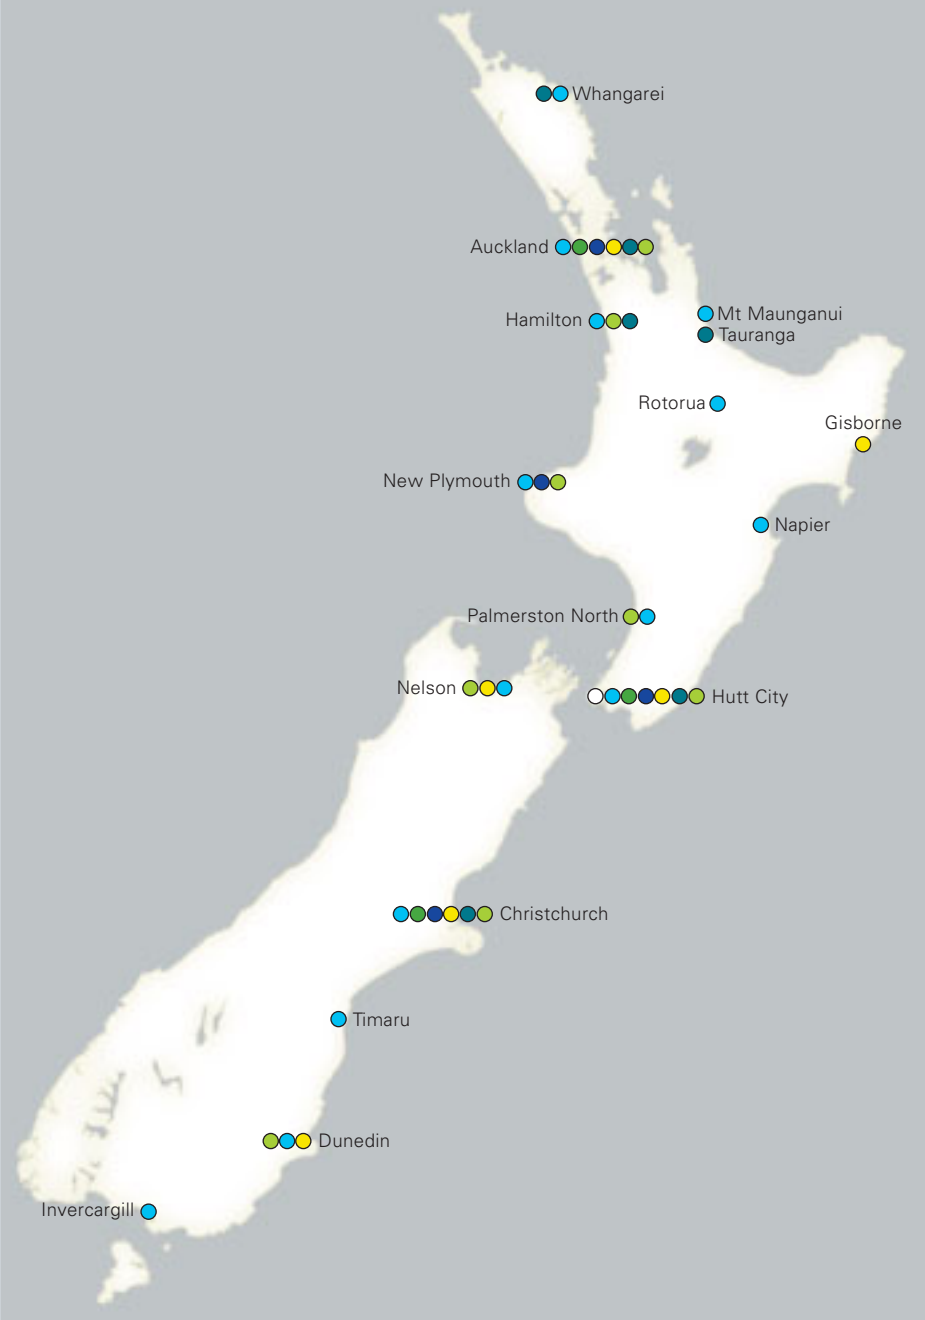 Whangarei
Auckland
Hamilton
Mt Maunganui
Tauranga
Rotorua
Gisborne
New Plymouth
Napier
Palmerston North
Nelson
Hutt City
Christchurch
Timaru
Dunedin
Invercargill